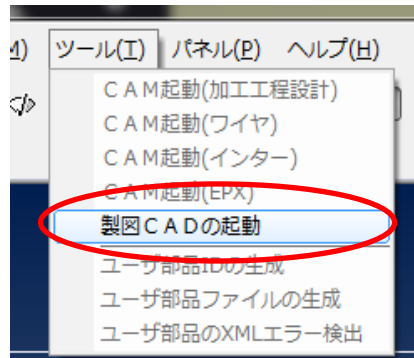 M) ツール(T) パネル(P) ヘルプ(H)
ＣＡＭ起動(加工工程設計)
ＣＡＭ起動(ワイヤ)
ＣＡＭ起動(インター)
ＣＡＭ起動(EPX)
製図ＣＡＤの起動
ユーザ部品IDの生成
ユーザ部品ファイルの生成
ユーザ部品のXMLエラー検出